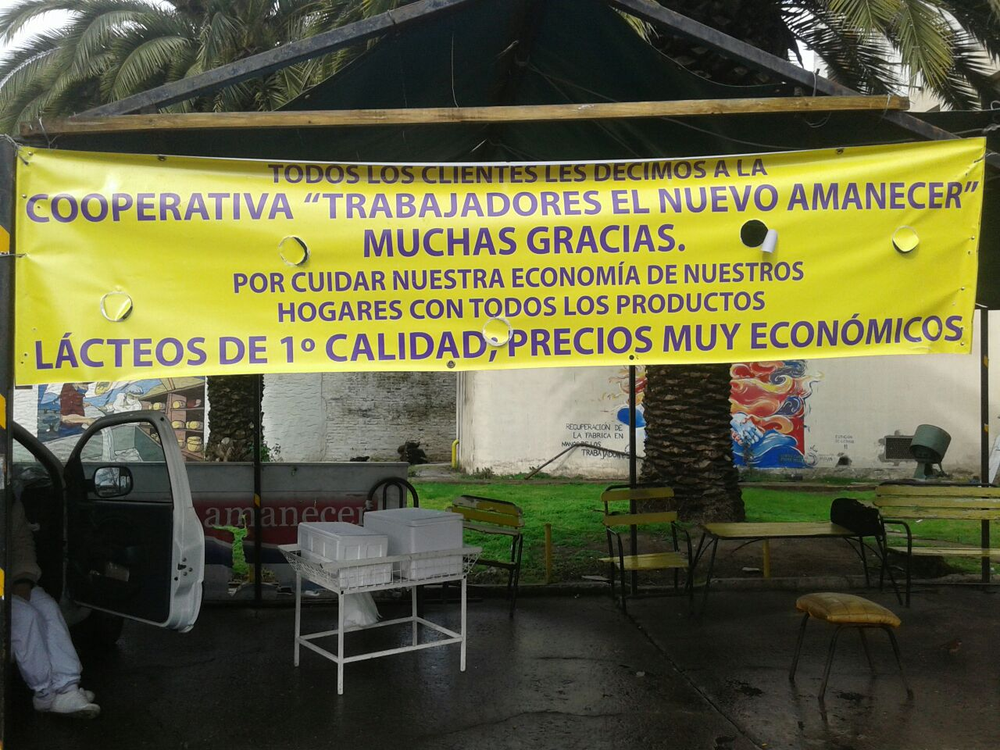 TODOS LOS CLIENTES LES DECIMOS A LA
COOPERATIVA "TRABAJADORES EL NUEVO AMANECER"
MUCHAS GRACIAS.
POR CUIDAR NUESTRA ECONOMÍA DE NUESTROS
HOGARES CON TODOS LOS PRODUCTOS
LÁCTEOS DE 1º CALIDAD, PRECIOS MUY ECONÓMICOS
RECUPERACION DE
LA FABRICA EN
MANOS DE LOS
TRABAJADORES
amanecer